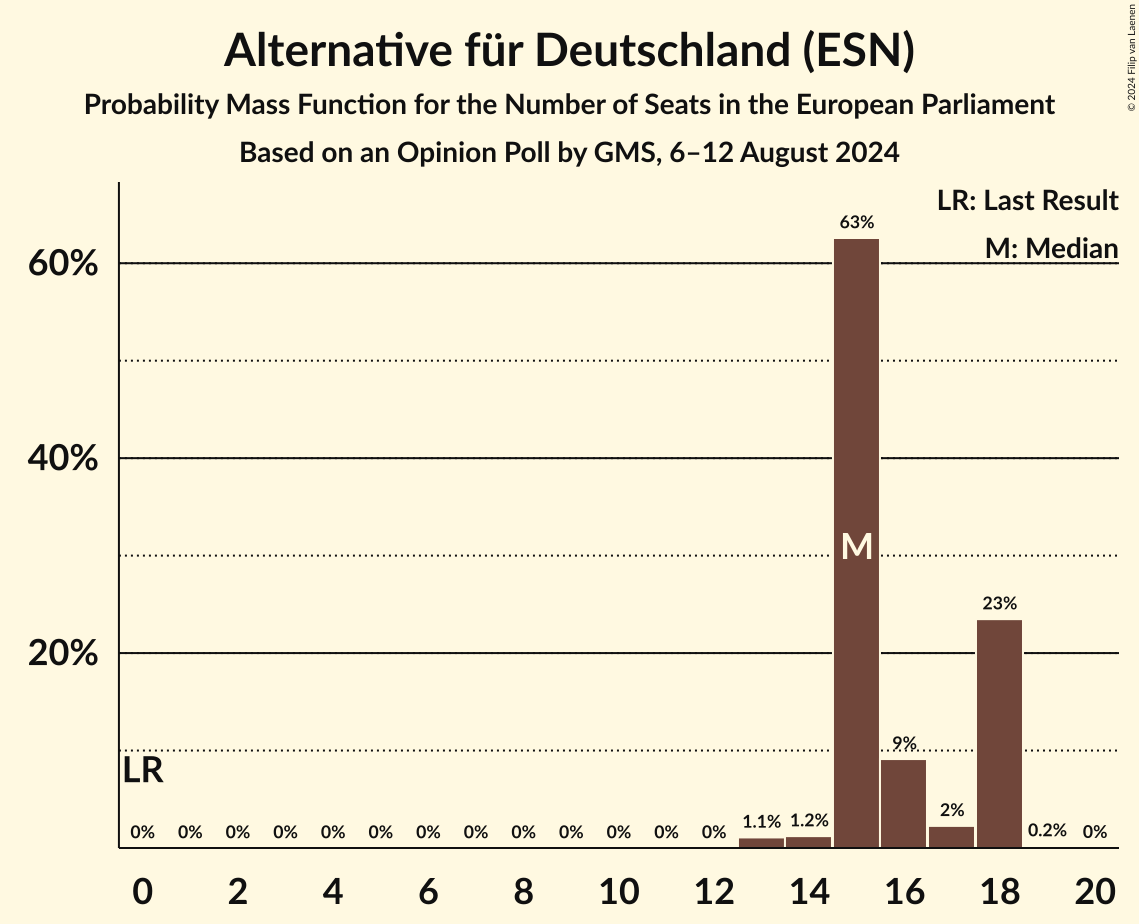 Alternative für Deutschland (ESN)
Probability Mass Function for the Number of Seats in the European Parliament
Based on an Opinion Poll by GMS, 6–12 August 2024
© 2024 Filip van Laenen
LR: Last Result
M: Median
60%
40%
20%
63%
M
23%
9%
LR
0% 0% 0% 0% 0% 0% 0% 0% 0% 0% 0% 0% 0% 1.1% 1.2% 2% 0.2% 0%
0 2 4 6 8 10 12 14 16 18 20